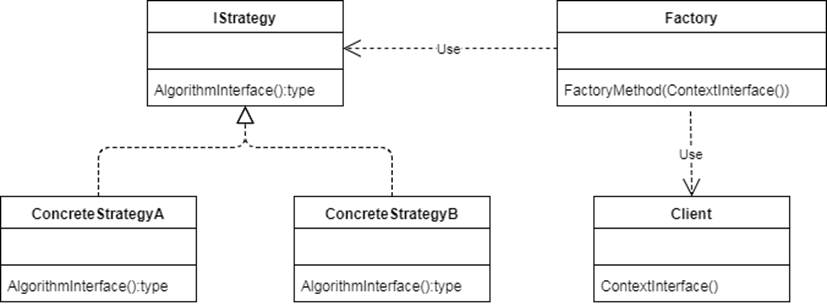 IStrategy
Factory
Use
AlgorithmInterface():type
FactoryMethod(ContextInterface())
Use
ConcreteStrategyA
ConcreteStrategyB
Client
AlgorithmInterface():type
AlgorithmInterface():type
ContextInterface()